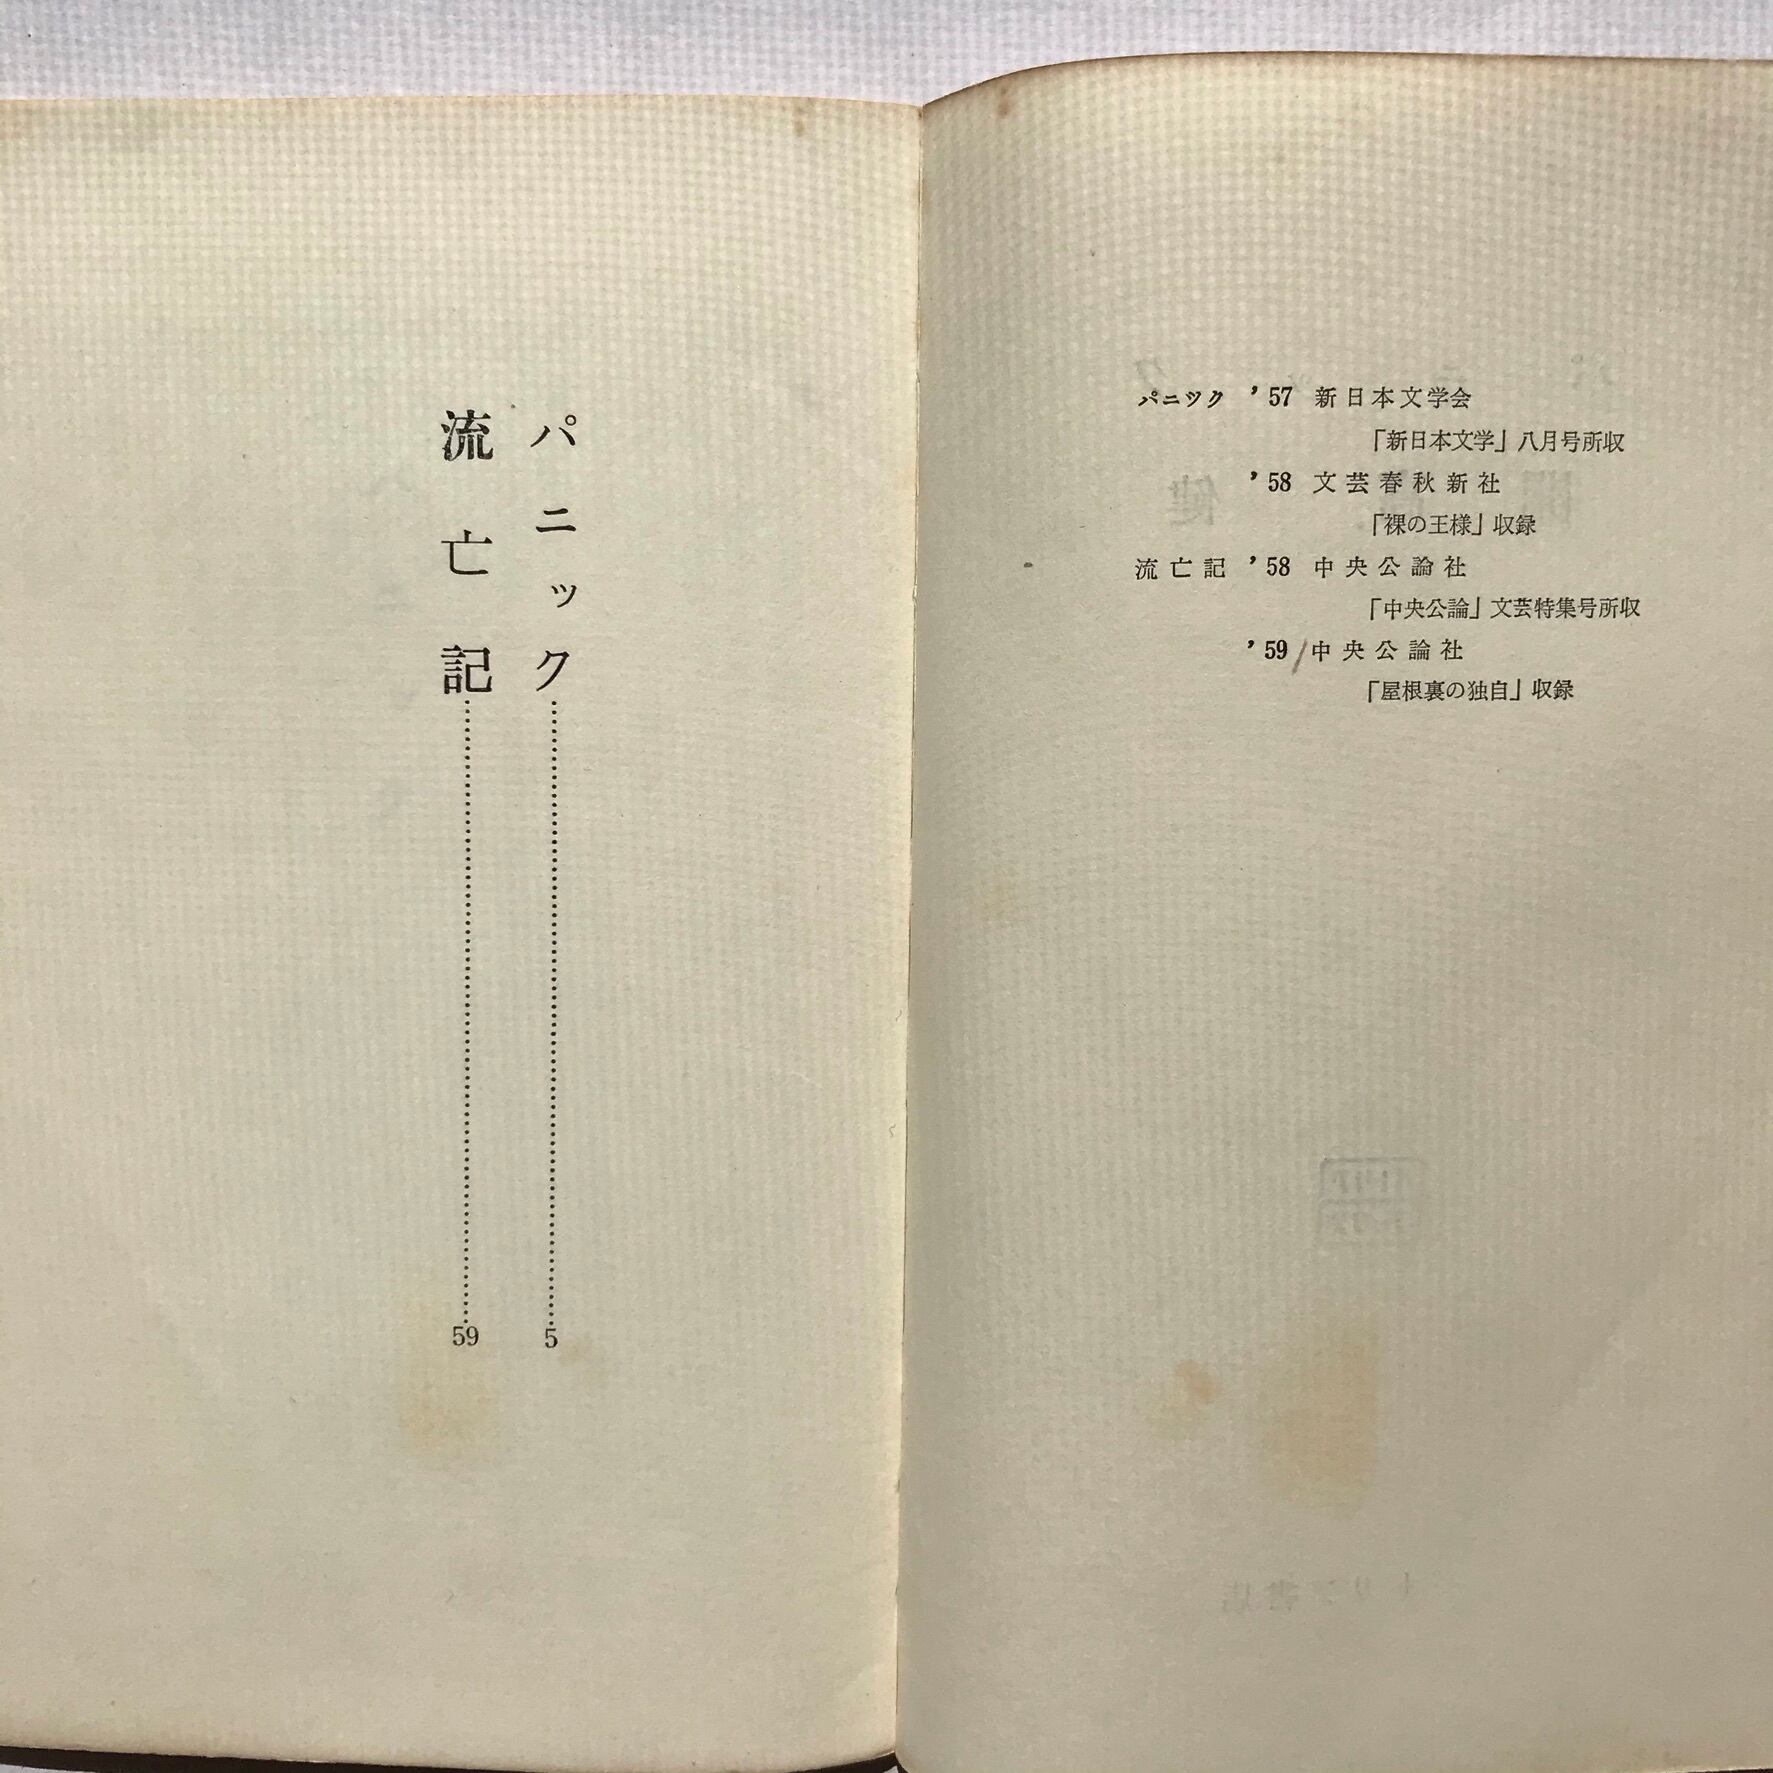 パニツク ’57 新日本文学会
「新日本文学」八月号所収
’58 文芸春秋新社
「裸の王様」収録
流亡記 ’58 中央公論社
「中央公論」文芸特集号所収
’59 中央公論社
「屋根裏の独白」収録
パニック……5
流亡記……59